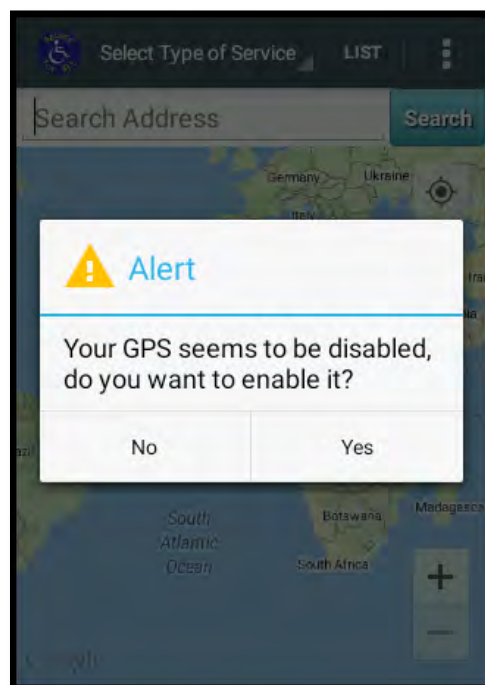 Select Type of Service
LIST
Search Address
Search
Germany
Ukraine
Italy
Alert
Your GPS seems to be disabled,
do you want to enable it?
No
Yes
South
Atlantic
Ocean
Botswana
Madagasca
South Africa
+
−